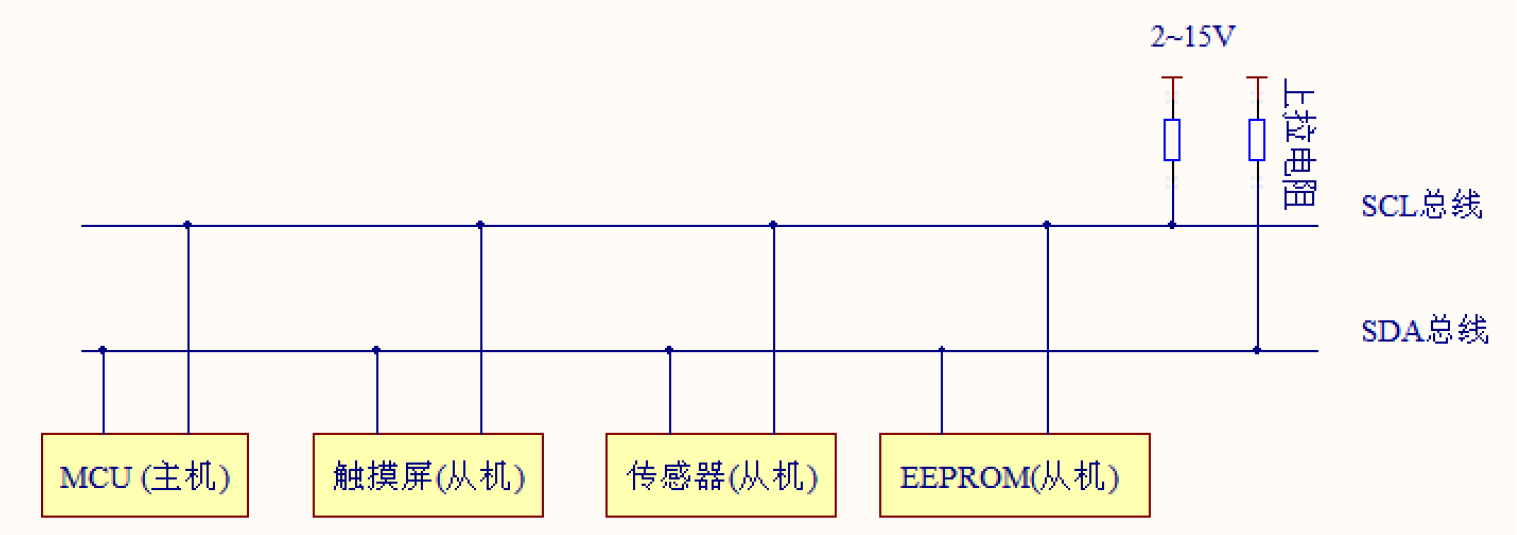 2~15V
上拉电阻
SCL总线
SDA总线
MCU (主机)
触摸屏(从机)
传感器(从机)
EEPROM(从机)